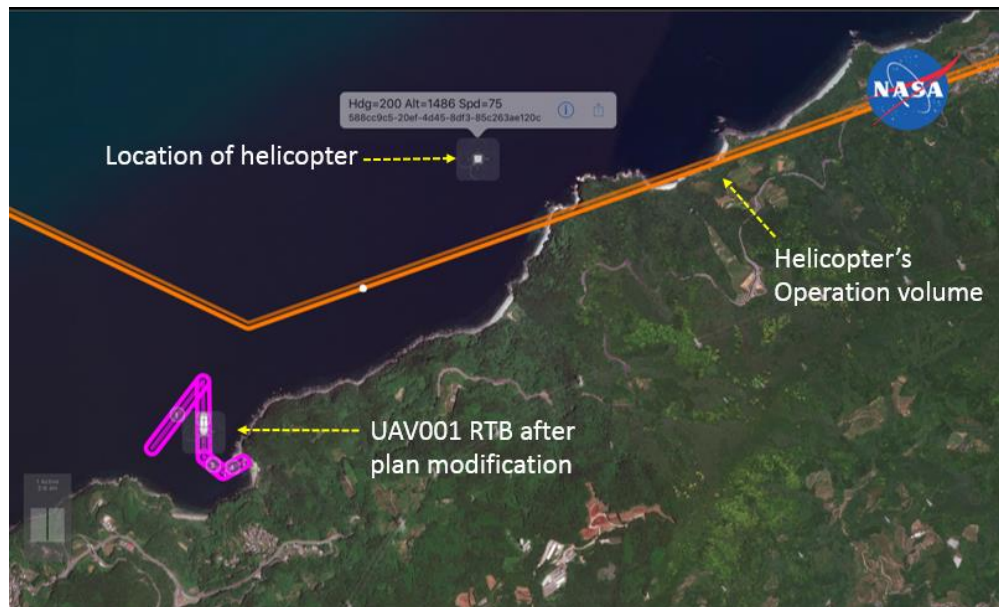 Hdg=200 Alt=1486 Spd=75
588cc9c5-20ef-4d45-8df3-85c263ae120c
NASA
Location of helicopter
Helicopter’s
Operation volume
UAV001 RTB after
plan modification